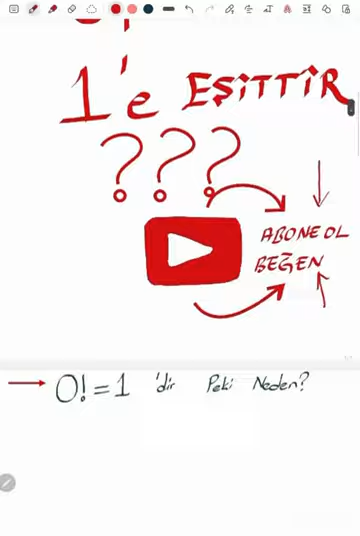 1'e EŞİTTİR
???
ABONE OL
BEĞEN
→ 0! = 1 'dir Peki Neden?